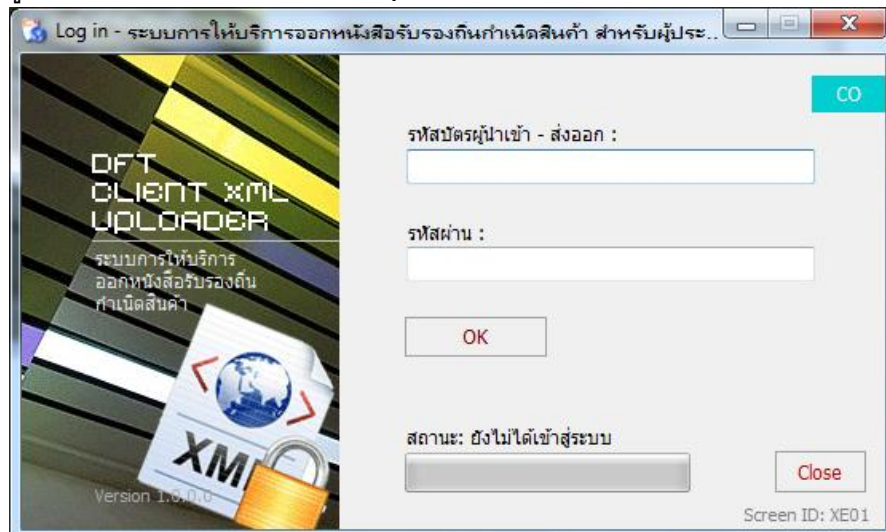 Log in - ระบบการให้บริการออกหนังสือรับรองถิ่นกำเนิดสินค้า สำหรับผู้ประ..
CO
รหัสบัตรผู้นำเข้า - ส่งออก :
DFT
CLIENT XML
UPLOADER
รหัสผ่าน :
ระบบการให้บริการ
ออกหนังสือรับรองถิ่น
กำเนิดสินค้า
OK
สถานะ: ยังไม่ได้เข้าสู่ระบบ
XML
Close
Version 1.0.0.0
Screen ID: XE01